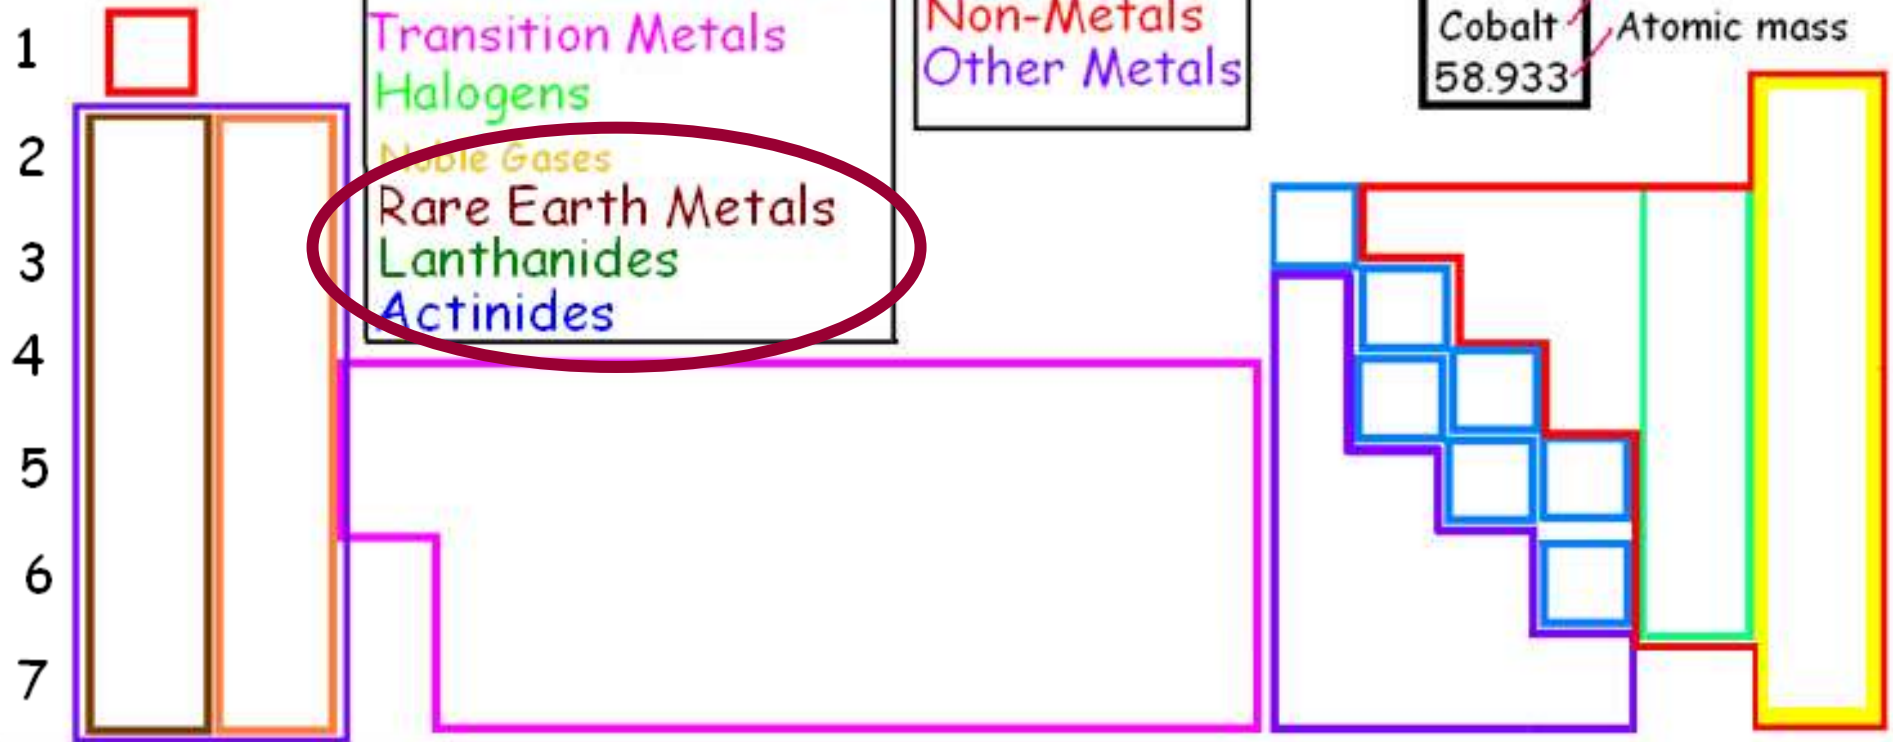 1
2
3
4
5
6
7
Transition Metals
Halogens
Noble Gases
Rare Earth Metals
Lanthanides
Actinides
Non-Metals
Other Metals
Cobalt
58.933
Atomic mass